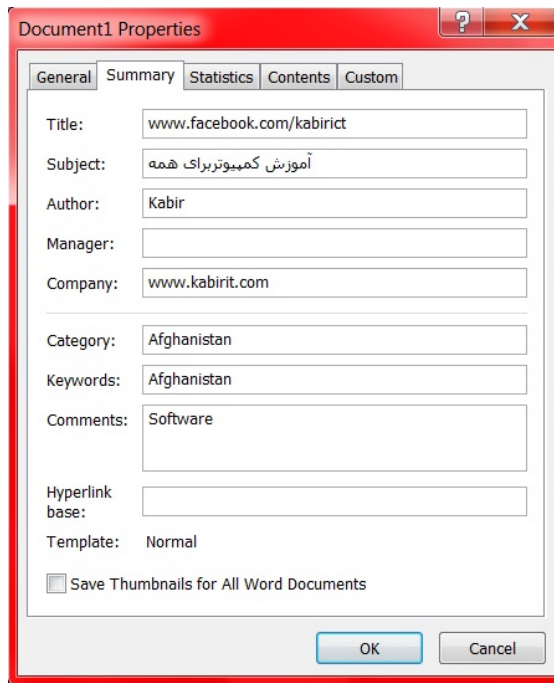 Document1 Properties
General Summary Statistics Contents Custom
Title: www.facebook.com/kabirict
Subject: آموزش کمپیوتربرای همه
Author: Kabir
Manager:
Company: www.kabirit.com
Category: Afghanistan
Keywords: Afghanistan
Comments: Software
Hyperlink
base:
Template: Normal
Save Thumbnails for All Word Documents
OK Cancel